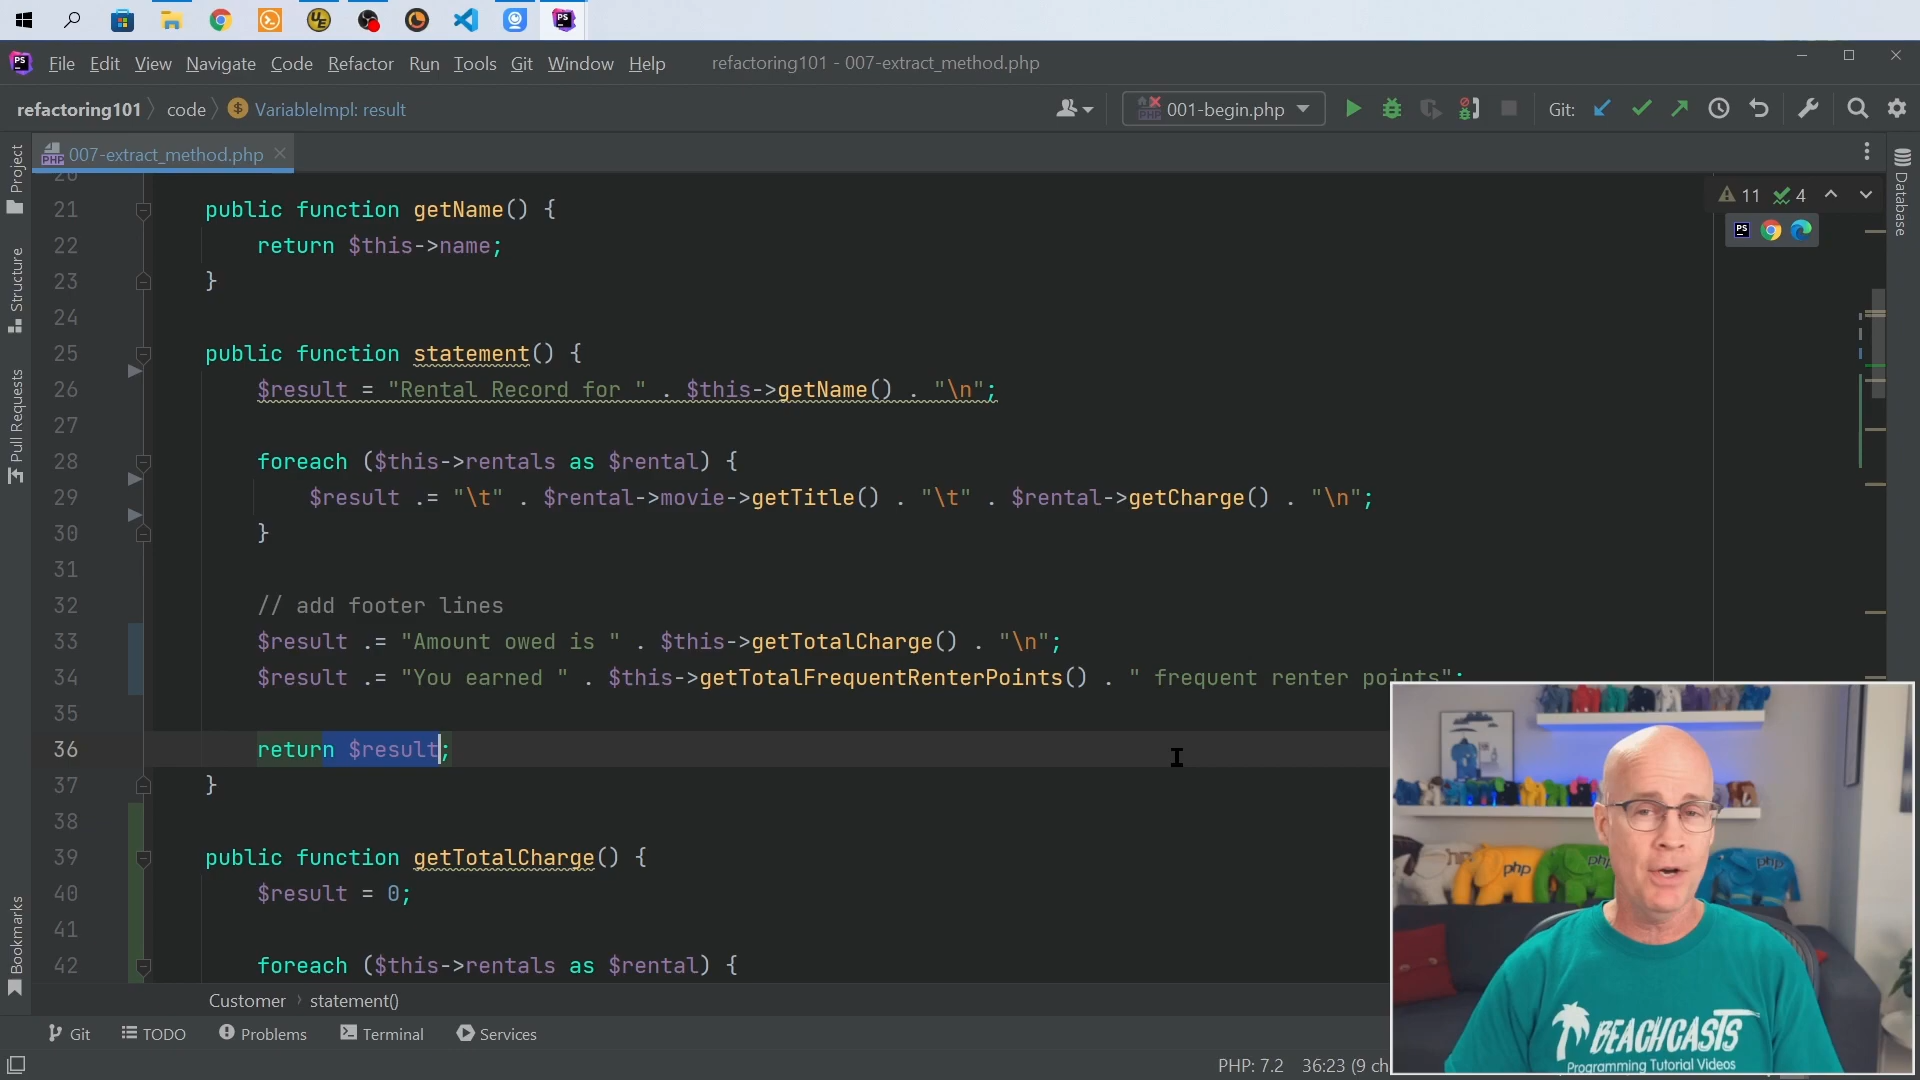 File Edit View Navigate Code Refactor Run Tools Git Window Help refactoring101 - 007-extract_method.php
refactoring101 code $ VariableImpl: result 001-begin.php Git:
007-extract_method.php
Project
Structure
Pull Requests
Bookmarks
Database
11 4
20
21 public function getName() {
22 return $this->name;
23 }
24
25 public function statement() {
26 $result = "Rental Record for " . $this->getName() . "\n";
27
28 foreach ($this->rentals as $rental) {
29 $result .= "\t" . $rental->movie->getTitle() . "\t" . $rental->getCharge() . "\n";
30 }
31
32 // add footer lines
33 $result .= "Amount owed is " . $this->getTotalCharge() . "\n";
34 $result .= "You earned " . $this->getTotalFrequentRenterPoints() . " frequent renter points";
35
36 return $result;
37 }
38
39 public function getTotalCharge() {
40 $result = 0;
41
42 foreach ($this->rentals as $rental) {
Customer statement()
Git TODO Problems Terminal Services
PHP: 7.2 36:23 (9 ch
php
php
php
BEACHCASTS
Programming Tutorial Videos